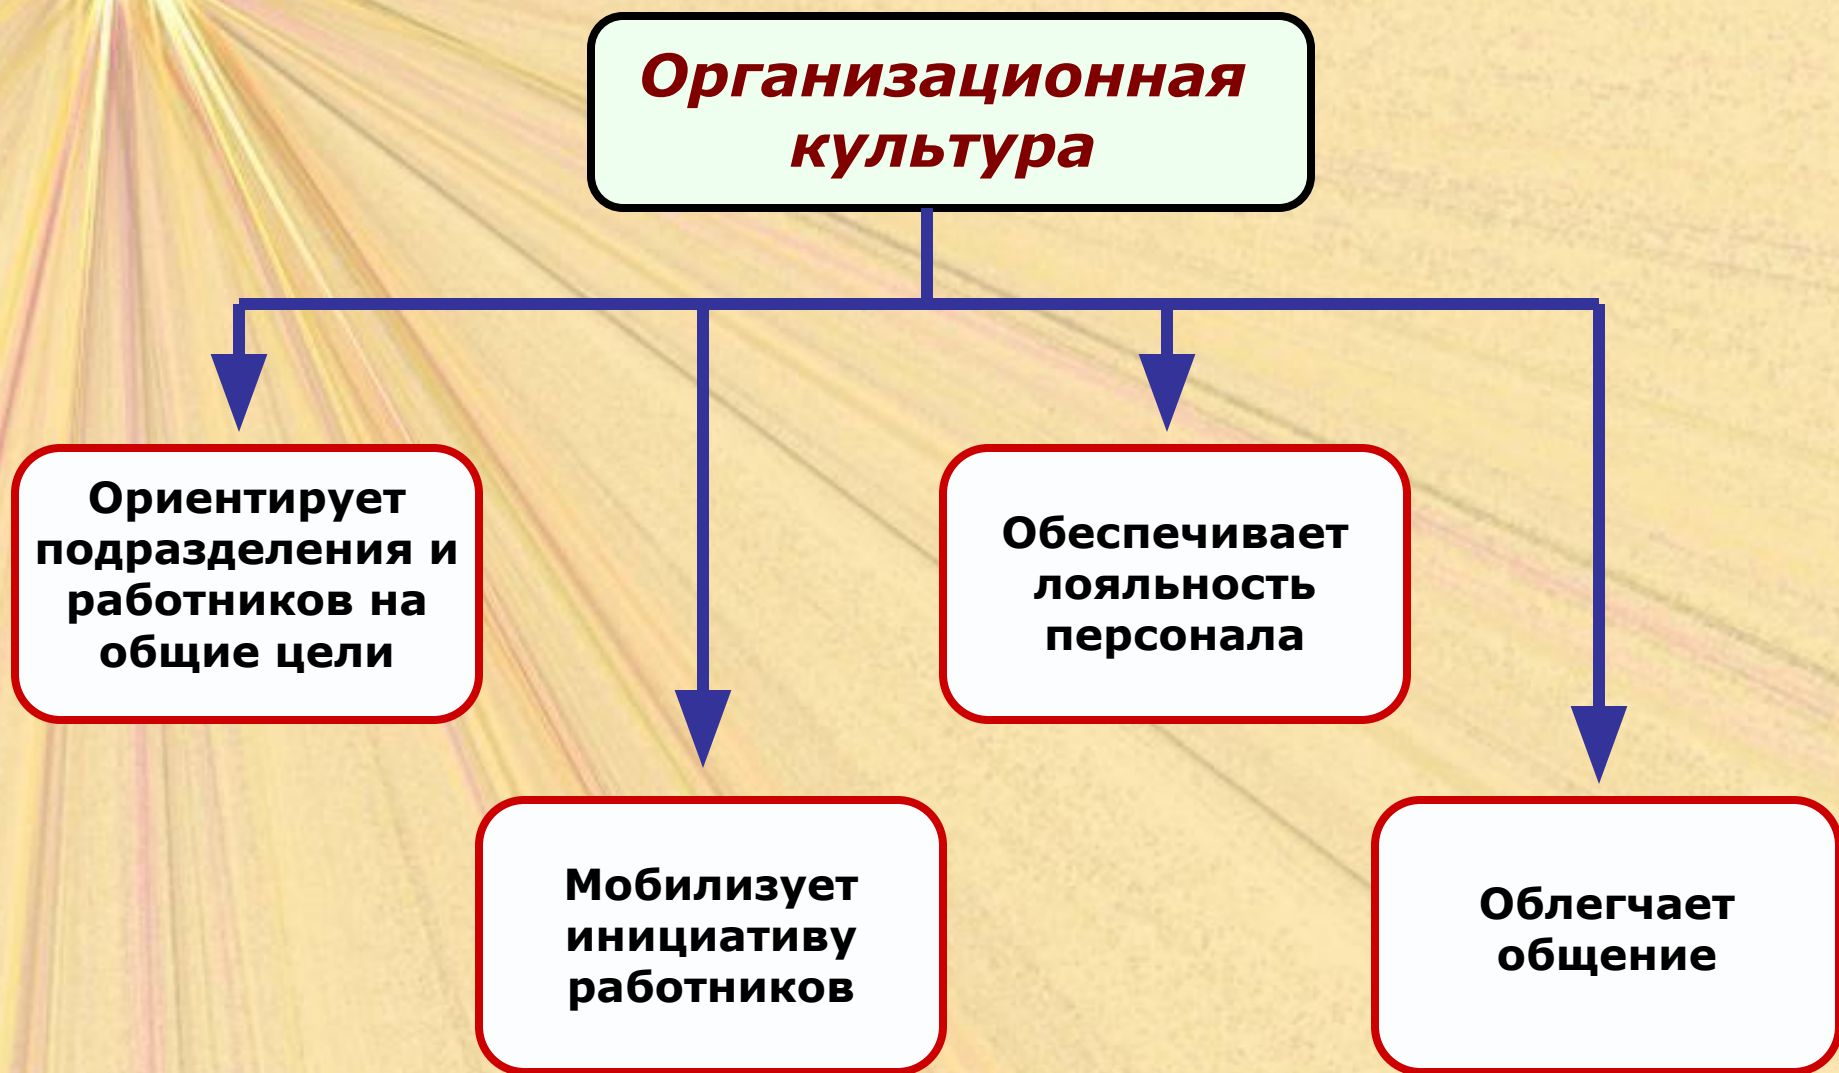 Организационная
культура
Ориентирует
подразделения и
работников на
общие цели
Мобилизует
инициативу
работников
Обеспечивает
лояльность
персонала
Облегчает
общение